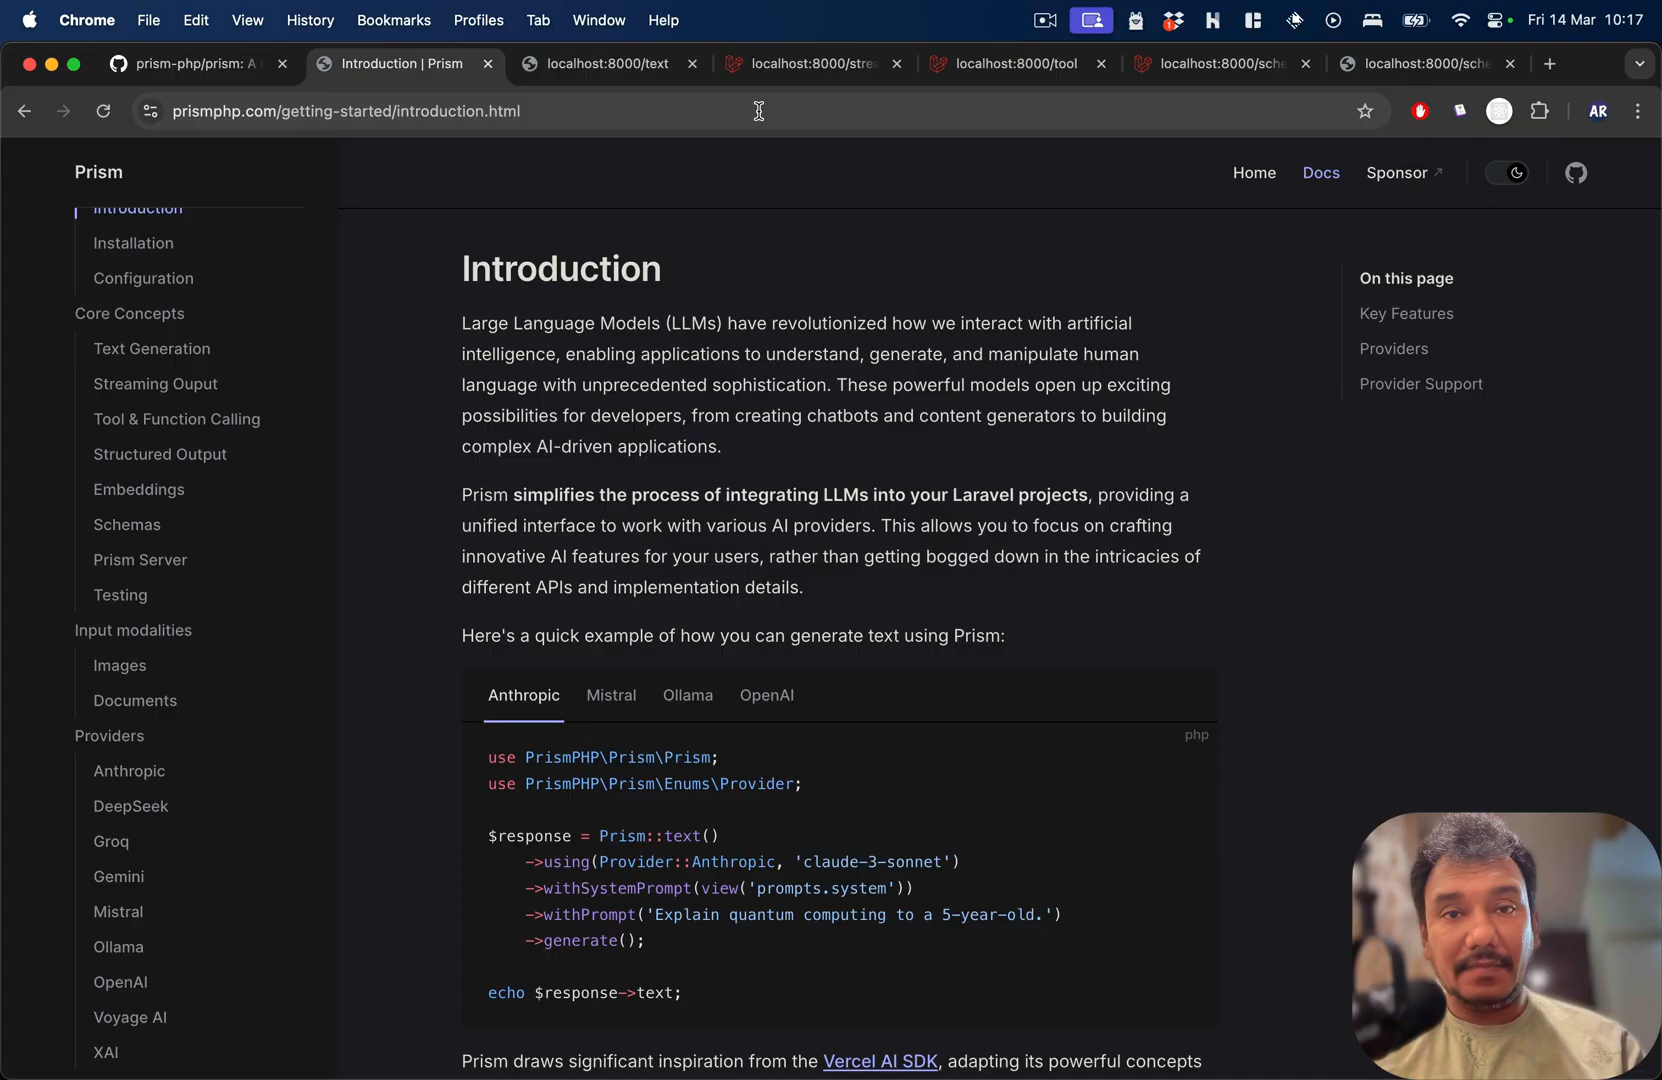 Chrome File Edit View History Bookmarks Profiles Tab Window Help
1
Fri 14 Mar 10:17
prism-php/prism: A
Introduction | Prism
localhost:8000/text
localhost:8000/strea
localhost:8000/tool
localhost:8000/sche
localhost:8000/sche
prismphp.com/getting-started/introduction.html
AR
Prism
Home Docs Sponsor
Introduction
Installation
Configuration
Core Concepts
Text Generation
Streaming Ouput
Tool & Function Calling
Structured Output
Embeddings
Schemas
Prism Server
Testing
Input modalities
Images
Documents
Providers
Anthropic
DeepSeek
Groq
Gemini
Mistral
Ollama
OpenAI
Voyage AI
XAI
Introduction
Large Language Models (LLMs) have revolutionized how we interact with artificial
intelligence, enabling applications to understand, generate, and manipulate human
language with unprecedented sophistication. These powerful models open up exciting
possibilities for developers, from creating chatbots and content generators to building
complex AI-driven applications.
Prism simplifies the process of integrating LLMs into your Laravel projects, providing a
unified interface to work with various AI providers. This allows you to focus on crafting
innovative AI features for your users, rather than getting bogged down in the intricacies of
different APIs and implementation details.
Here's a quick example of how you can generate text using Prism:
Anthropic Mistral Ollama OpenAI
php
use PrismPHP\Prism\Prism;
use PrismPHP\Prism\Enums\Provider;
$response = Prism::text()
->using(Provider::Anthropic, 'claude-3-sonnet')
->withSystemPrompt(view('prompts.system'))
->withPrompt('Explain quantum computing to a 5-year-old.')
->generate();
echo $response->text;
Prism draws significant inspiration from the Vercel AI SDK, adapting its powerful concepts
On this page
Key Features
Providers
Provider Support